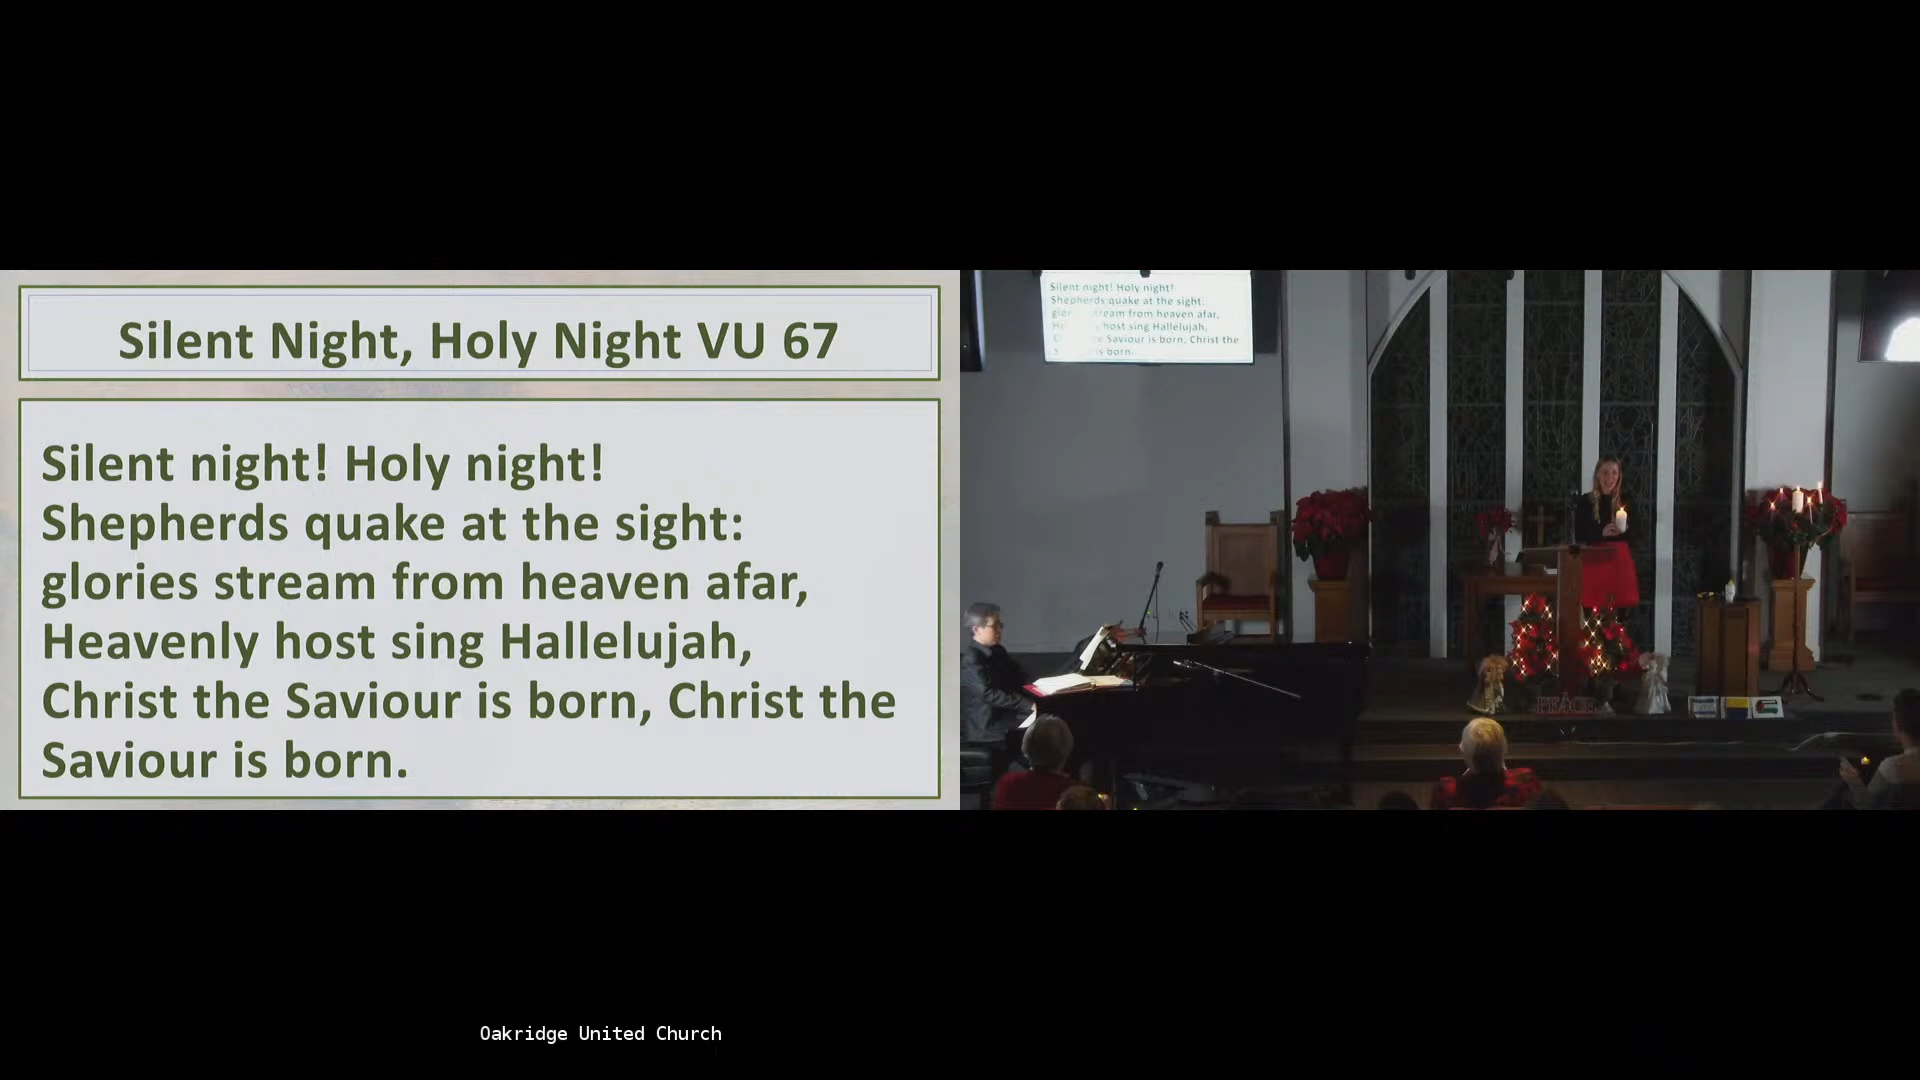 Silent Night, Holy Night VU 67
Silent night! Holy night!
Shepherds quake at the sight:
glories stream from heaven afar,
Heavenly host sing Hallelujah,
Christ the Saviour is born, Christ the
Saviour is born.
Silent night! Holy night!
Shepherds quake at the sight:
stream from heaven afar,
host sing Hallelujah,
Saviour is born, Christ the
is born.
PEACE
Oakridge United Church